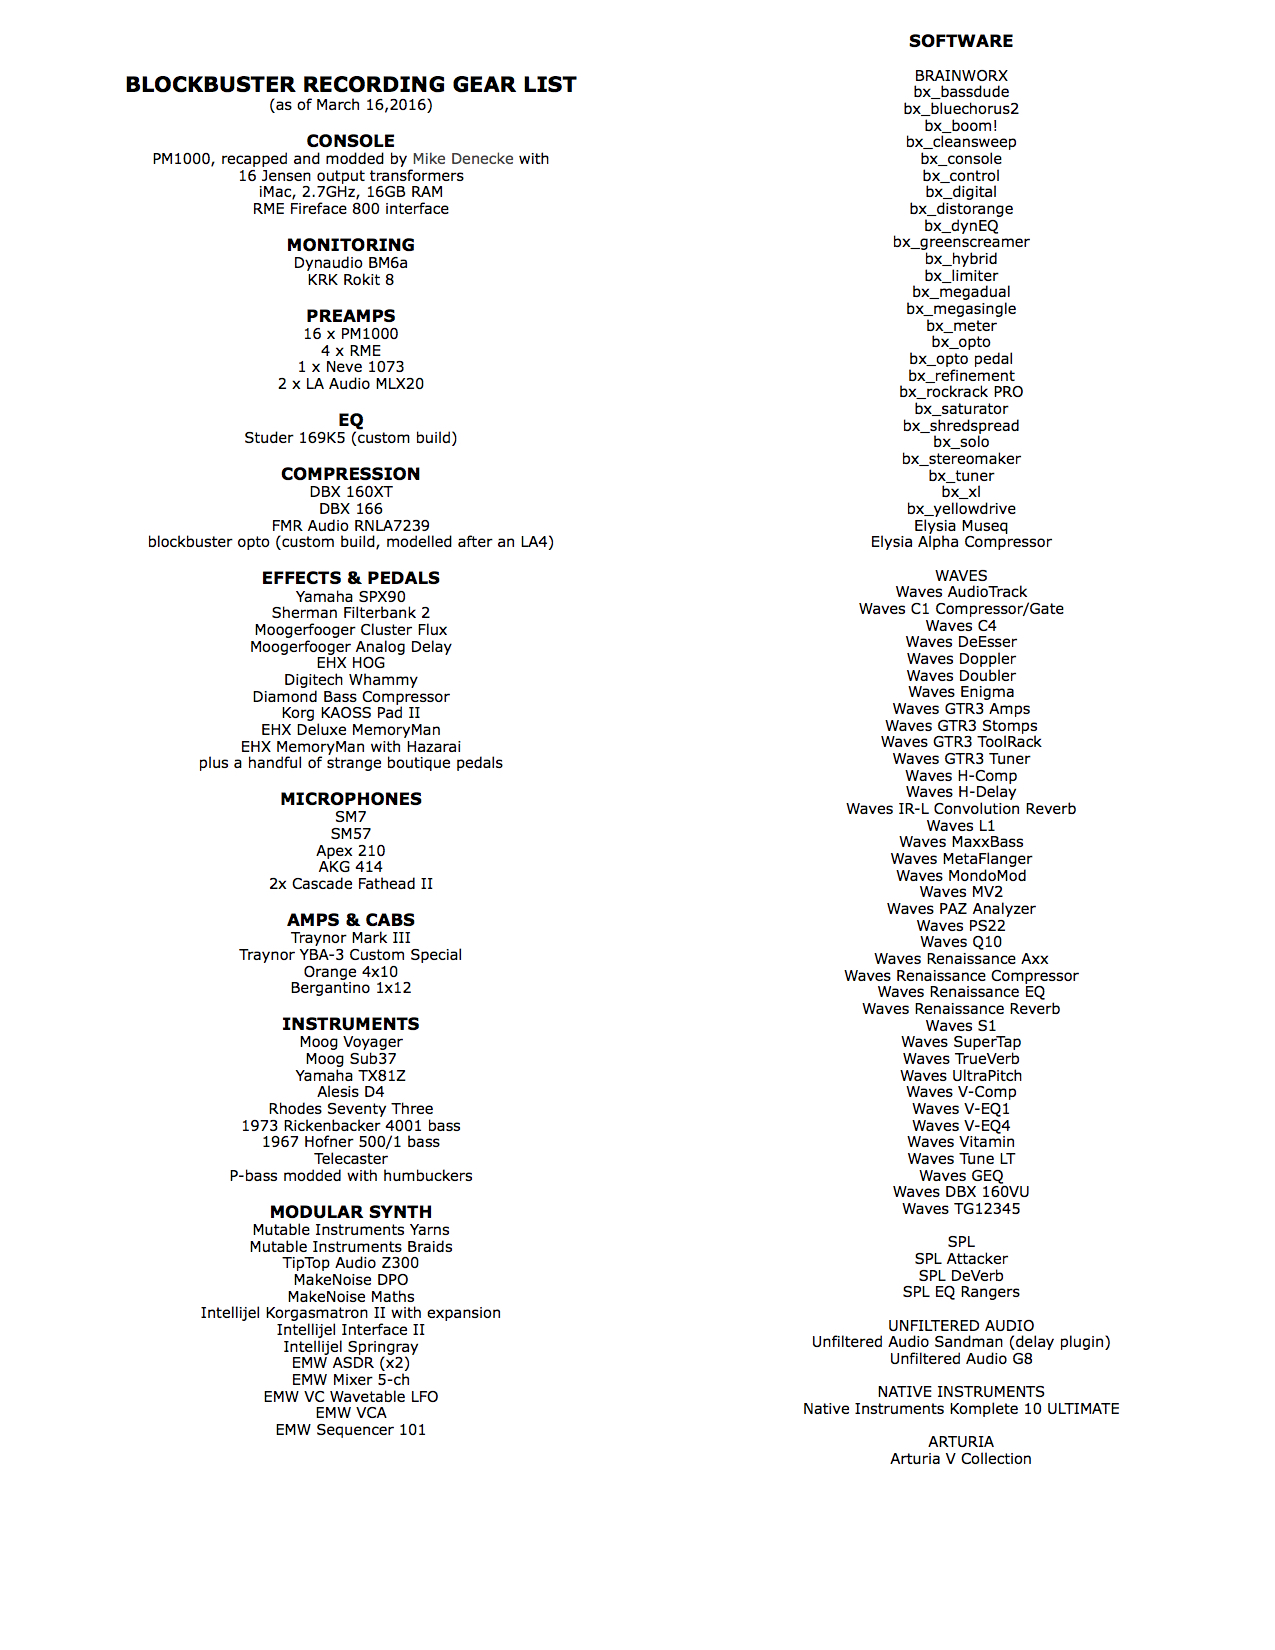 BLOCKBUSTER RECORDING GEAR LIST
(as of March 16,2016)
CONSOLE
PM1000, recapped and modded by Mike Denecke with
16 Jensen output transformers
iMac, 2.7GHz, 16GB RAM
RME Fireface 800 interface
MONITORING
Dynaudio BM6a
KRK Rokit 8
PREAMPS
16 x PM1000
4 x RME
1 x Neve 1073
2 x LA Audio MLX20
EQ
Studer 169K5 (custom build)
COMPRESSION
DBX 160XT
DBX 166
FMR Audio RNLA7239
blockbuster opto (custom build, modelled after an LA4)
EFFECTS & PEDALS
Yamaha SPX90
Sherman Filterbank 2
Moogerfooger Cluster Flux
Moogerfooger Analog Delay
EHX HOG
Digitech Whammy
Diamond Bass Compressor
Korg KAOSS Pad II
EHX Deluxe MemoryMan
EHX MemoryMan with Hazarai
plus a handful of strange boutique pedals
MICROPHONES
SM7
SM57
Apex 210
AKG 414
2x Cascade Fathead II
AMPS & CABS
Traynor Mark III
Traynor YBA-3 Custom Special
Orange 4x10
Bergantino 1x12
INSTRUMENTS
Moog Voyager
Moog Sub37
Yamaha TX81Z
Alesis D4
Rhodes Seventy Three
1973 Rickenbacker 4001 bass
1967 Hofner 500/1 bass
Telecaster
P-bass modded with humbuckers
MODULAR SYNTH
Mutable Instruments Yarns
Mutable Instruments Braids
TipTop Audio Z300
MakeNoise DPO
MakeNoise Maths
Intellijel Korgasmatron II with expansion
Intellijel Interface II
Intellijel Springray
EMW ASDR (x2)
EMW Mixer 5-ch
EMW VC Wavetable LFO
EMW VCA
EMW Sequencer 101
SOFTWARE
BRAINWORX
bx_bassdude
bx_bluechorus2
bx_boom!
bx_cleansweep
bx_console
bx_control
bx_digital
bx_distorange
bx_dynEQ
bx_greenscreamer
bx_hybrid
bx_limiter
bx_megadual
bx_megasingle
bx_meter
bx_opto
bx_opto pedal
bx_refinement
bx_rockrack PRO
bx_saturator
bx_shredspread
bx_solo
bx_stereomaker
bx_tuner
bx_xl
bx_yellowdrive
Elysia Museq
Elysia Alpha Compressor
WAVES
Waves AudioTrack
Waves C1 Compressor/Gate
Waves C4
Waves DeEsser
Waves Doppler
Waves Doubler
Waves Enigma
Waves GTR3 Amps
Waves GTR3 Stomps
Waves GTR3 ToolRack
Waves GTR3 Tuner
Waves H-Comp
Waves H-Delay
Waves IR-L Convolution Reverb
Waves L1
Waves MaxxBass
Waves MetaFlanger
Waves MondoMod
Waves MV2
Waves PAZ Analyzer
Waves PS22
Waves Q10
Waves Renaissance Axx
Waves Renaissance Compressor
Waves Renaissance EQ
Waves Renaissance Reverb
Waves S1
Waves SuperTap
Waves TrueVerb
Waves UltraPitch
Waves V-Comp
Waves V-EQ1
Waves V-EQ4
Waves Vitamin
Waves Tune LT
Waves GEQ
Waves DBX 160VU
Waves TG12345
SPL
SPL Attacker
SPL DeVerb
SPL EQ Rangers
UNFILTERED AUDIO
Unfiltered Audio Sandman (delay plugin)
Unfiltered Audio G8
NATIVE INSTRUMENTS
Native Instruments Komplete 10 ULTIMATE
ARTURIA
Arturia V Collection